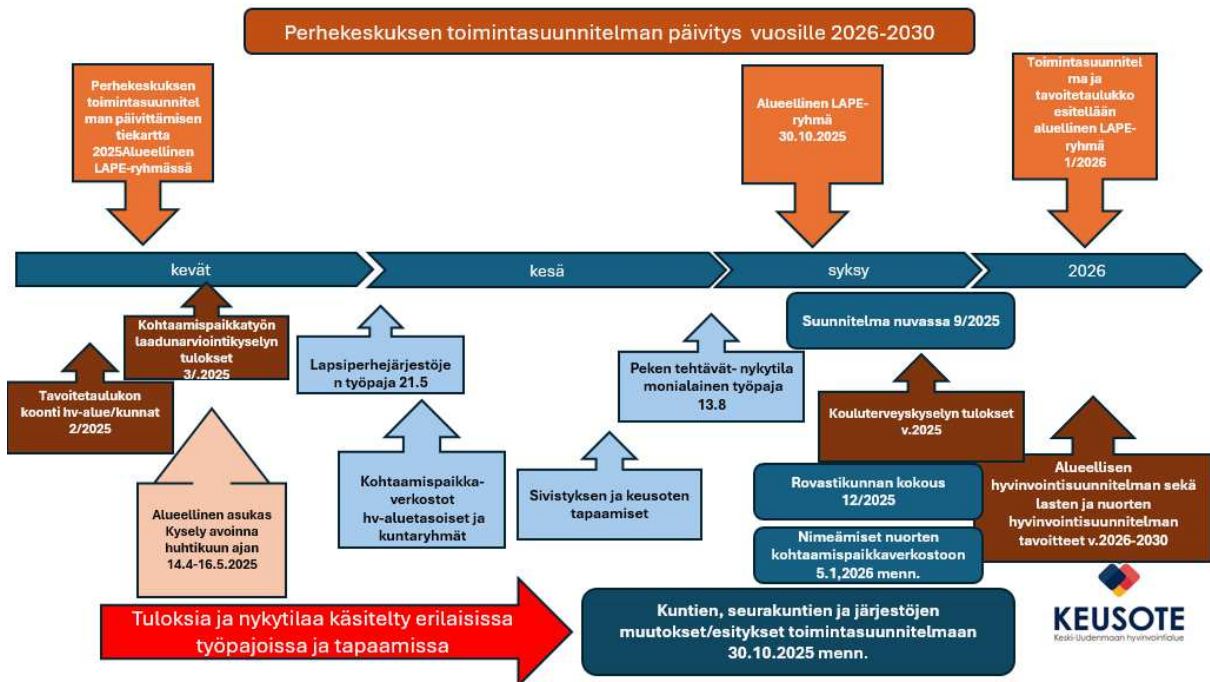 Perhekeskuksen toimintasuunnitelman päivitys vuosille 2026-2030
Perhekeskuksen
toimintasuunnitel
man päivittämisen
tiekartta
2025Alueellinen
LAPE-ryhmässä
Alueellinen LAPE-
ryhmä
30.10.2025
Toimintasuunnitel
ma ja
tavoitetaulukko
esitellään
aluellinen LAPE-
ryhmä
1/2026
kevät
kesä
syksy
2026
Kohtaamispaikkatyön
laadunarviointikyselyn
tulokset
3/.2025
Tavoitetaulukon
koonti hv-alue/kunnat
2/2025
Alueellinen asukas
Kysely avoinna
huhtikuun ajan
14.4-16.5.2025
Lapsiperhejärjestöje
n työpaja 21.5
Kohtaamispaikka-
verkostot
hv-aluetasoiset ja
kuntaryhmät
Sivistyksen ja keusoten
tapaamiset
Peken tehtävät- nykytila
monialainen työpaja
13.8
Suunnitelma nuvassa 9/2025
Kouluterveyskyselyn tulokset
v.2025
Rovastikunnan kokous
12/2025
Nimeämiset nuorten
kohtaamispaikkaverkostoon
5.1,2026 menn.
Alueellisen
hyvinvointisuunnitelman sekä
lasten ja nuorten
hyvinvointisuunnitelman
tavoitteet v.2026-2030
Tuloksia ja nykytilaa käsitelty erilaisissa
työpajoissa ja tapaamissa
Kuntien, seurakuntien ja järjestöjen
muutokset/esitykset toimintasuunnitelmaan
30.10.2025 menn.
KEUSOTE
Keski-Uudenmaan hyvinvointialue